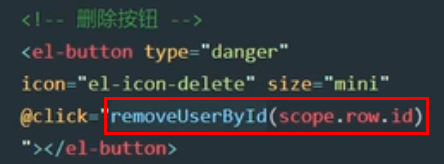 <!-- 删除按钮 -->
<el-button type="danger"
icon="el-icon-delete" size="mini"
@click="removeUserById(scope.row.id)
"></el-button>